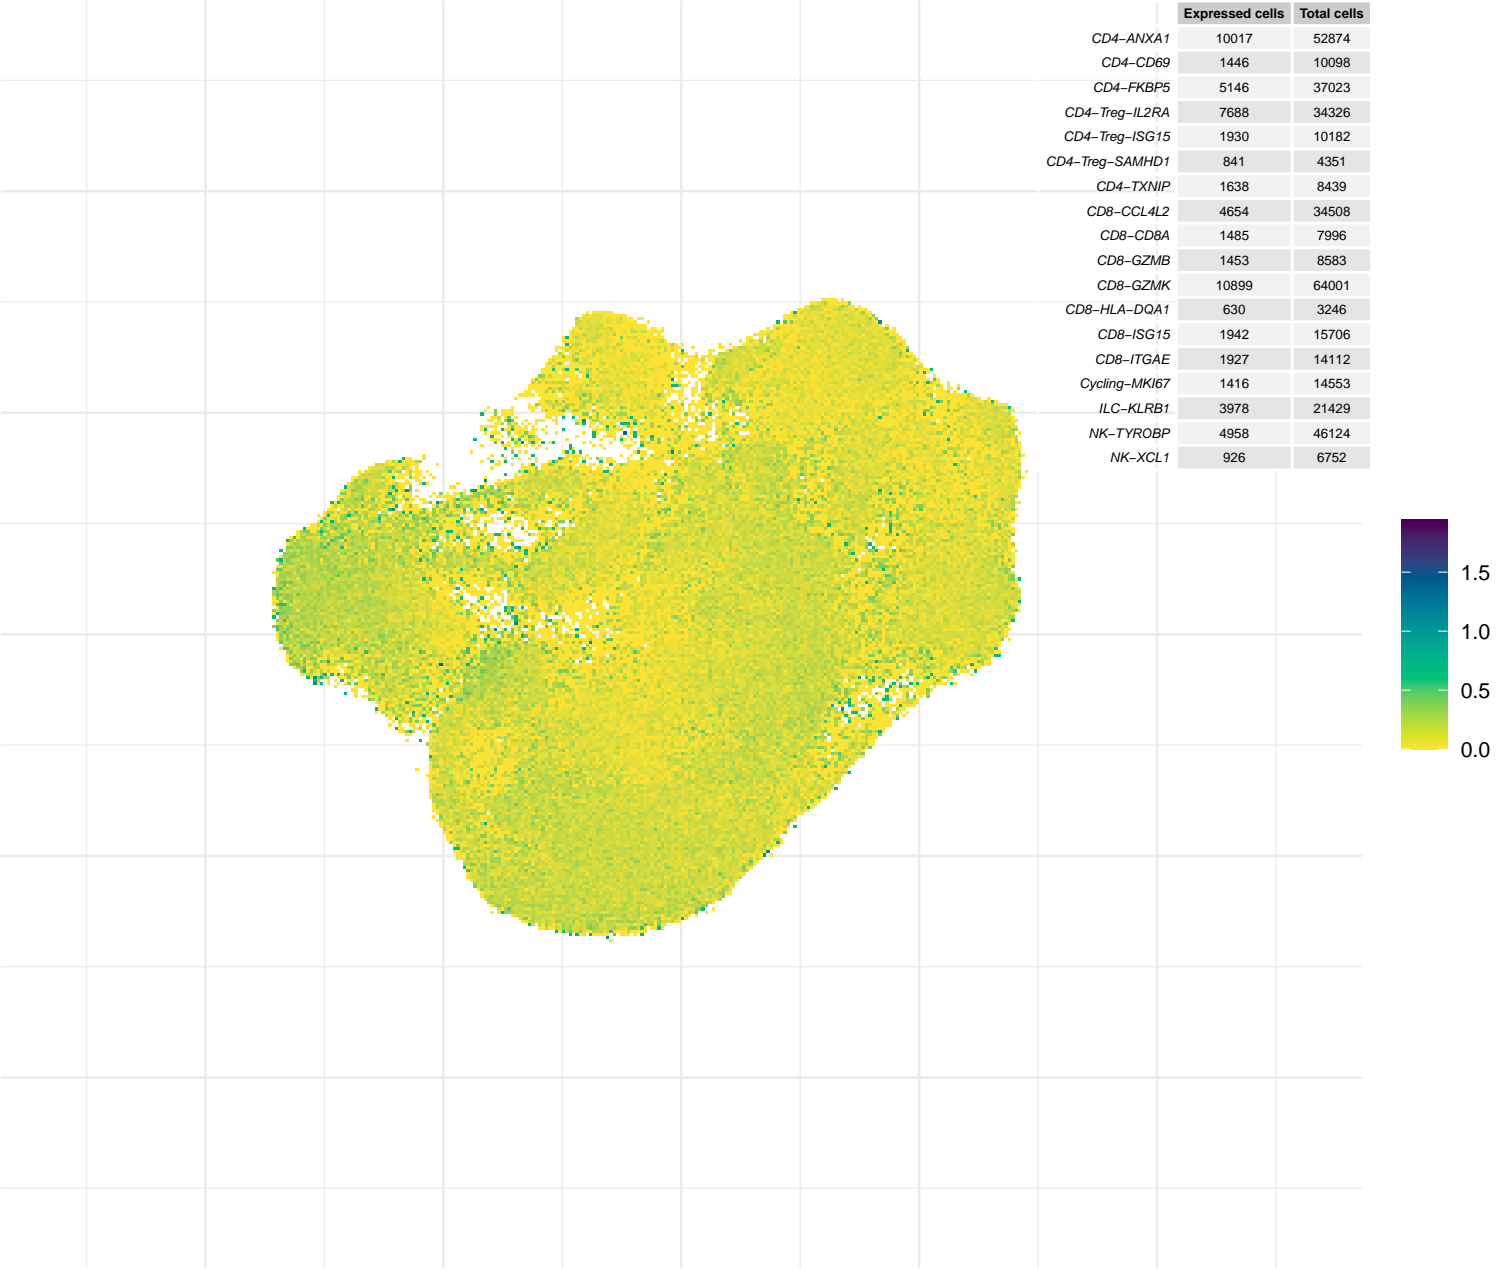 Expressed cells Total cells
CD4−ANXA1 10017 52874
CD4−CD69 1446 10098
CD4−FKBP5 5146 37023
CD4−Treg−IL2RA 7688 34326
CD4−Treg−ISG15 1930 10182
CD4−Treg−SAMHD1 841 4351
CD4−TXNIP 1638 8439
CD8−CCL4L2 4654 34508
CD8−CD8A 1485 7996
CD8−GZMB 1453 8583
CD8−GZMK 10899 64001
CD8−HLA−DQA1 630 3246
CD8−ISG15 1942 15706
CD8−ITGAE 1927 14112
Cycling−MKI67 1416 14553
ILC−KLRB1 3978 21429
NK−TYROBP 4958 46124
NK−XCL1 926 6752
1.5
1.0
0.5
0.0